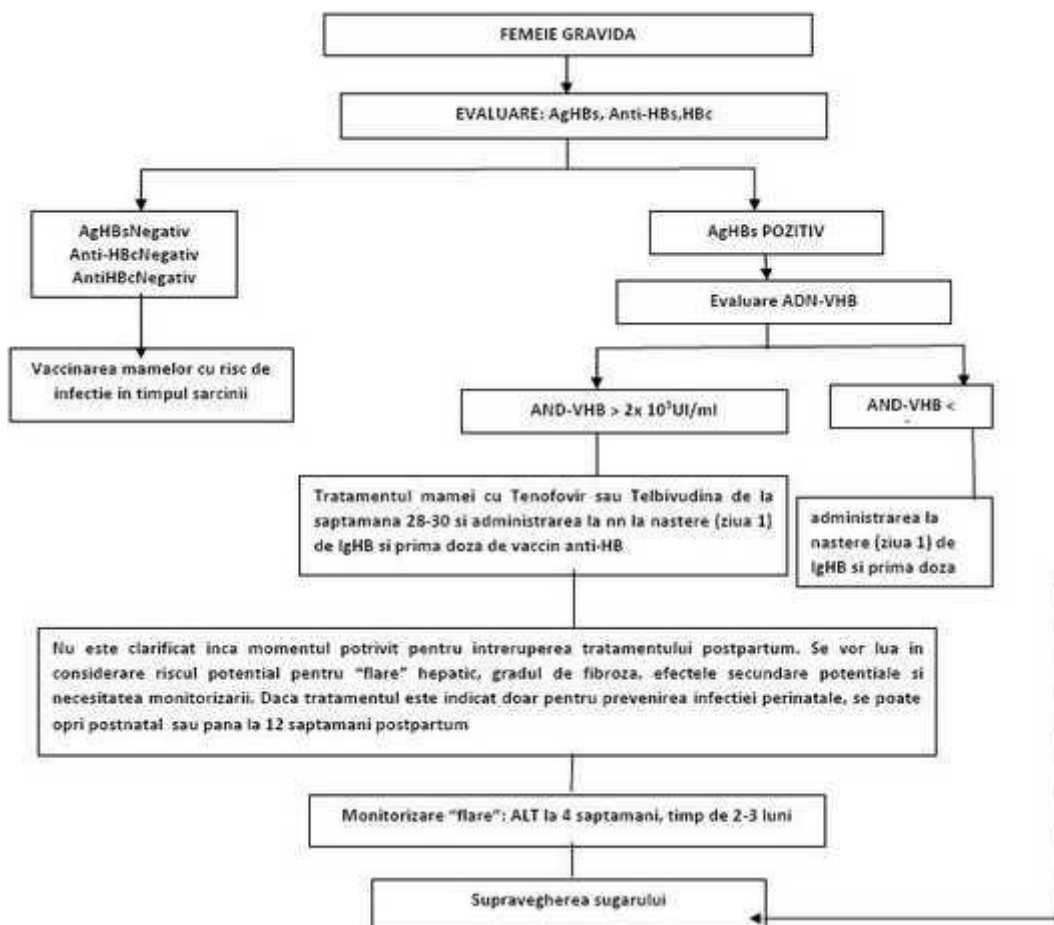 FEMEIE GRAVIDA
EVALUARE: AgHBs, Anti-HBs,HBc
AgHBsNegativ
Anti-HBcNegativ
AntiHBcNegativ
AgHBs POZITIV
Evaluare ADN-VHB
Vaccinarea mamelor cu risc de
infectie in timpul sarcinii
AND-VHB > 2x 10⁵UI/ml
AND-VHB <
Tratamentul mamei cu Tenofovir sau Telbivudina de la
saptamana 28-30 si administrarea la nn la nastere (ziua 1)
de IgHB si prima doza de vaccin anti-HB
administrarea la
nastere (ziua 1) de
IgHB si prima doza
Nu este clarificat inca momentul potrivit pentru intreruperea tratamentului postpartum. Se vor lua in
considerare riscul potential pentru "flare" hepatic, gradul de fibroza, efectele secundare potentiale si
necesitatea monitorizarii. Daca tratamentul este indicat doar pentru prevenirea infectiei perinatale, se poate
opri postnatal sau pana la 12 saptamani postpartum
Monitorizare "flare": ALT la 4 saptamani, timp de 2-3 luni
Supravegherea sugarului